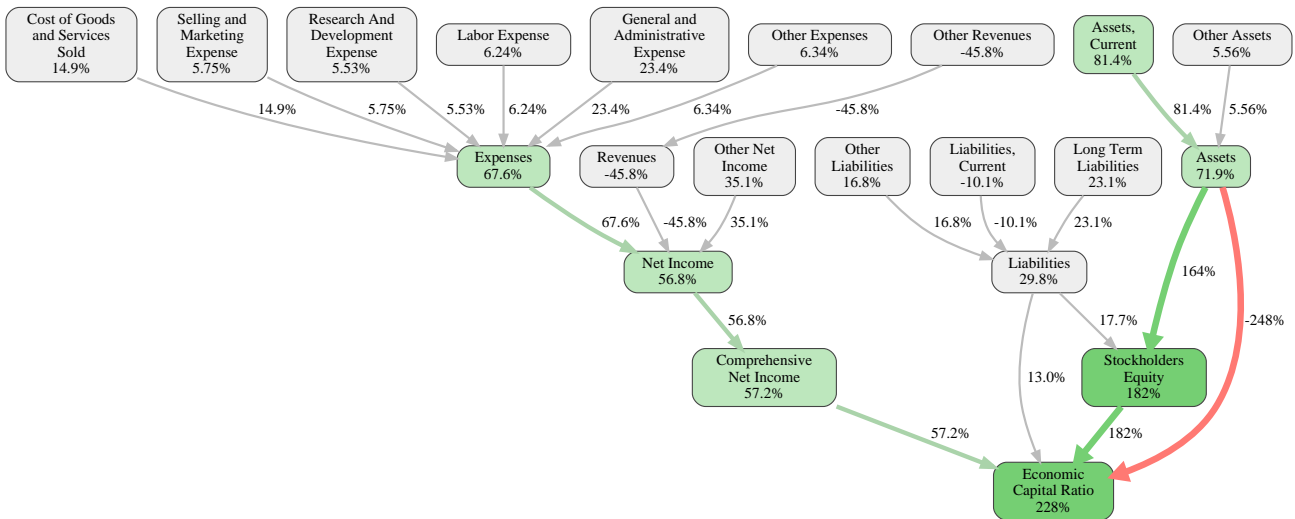 Cost of Goods
and Services
Sold
14.9%
Selling and
Marketing
Expense
5.75%
Research And
Development
Expense
5.53%
Labor Expense
6.24%
General and
Administrative
Expense
23.4%
Other Expenses
6.34%
Other Revenues
-45.8%
Assets,
Current
81.4%
Other Assets
5.56%
14.9%
5.75%
5.53%
6.24%
23.4%
6.34%
-45.8%
81.4%
5.56%
Expenses
67.6%
Revenues
-45.8%
Other Net
Income
35.1%
Other
Liabilities
16.8%
Liabilities,
Current
-10.1%
Long Term
Liabilities
23.1%
Assets
71.9%
67.6%
-45.8%
35.1%
16.8%
-10.1%
23.1%
Net Income
56.8%
Liabilities
29.8%
164%
56.8%
17.7%
-248%
Comprehensive
Net Income
57.2%
13.0%
Stockholders
Equity
182%
57.2%
182%
Economic
Capital Ratio
228%